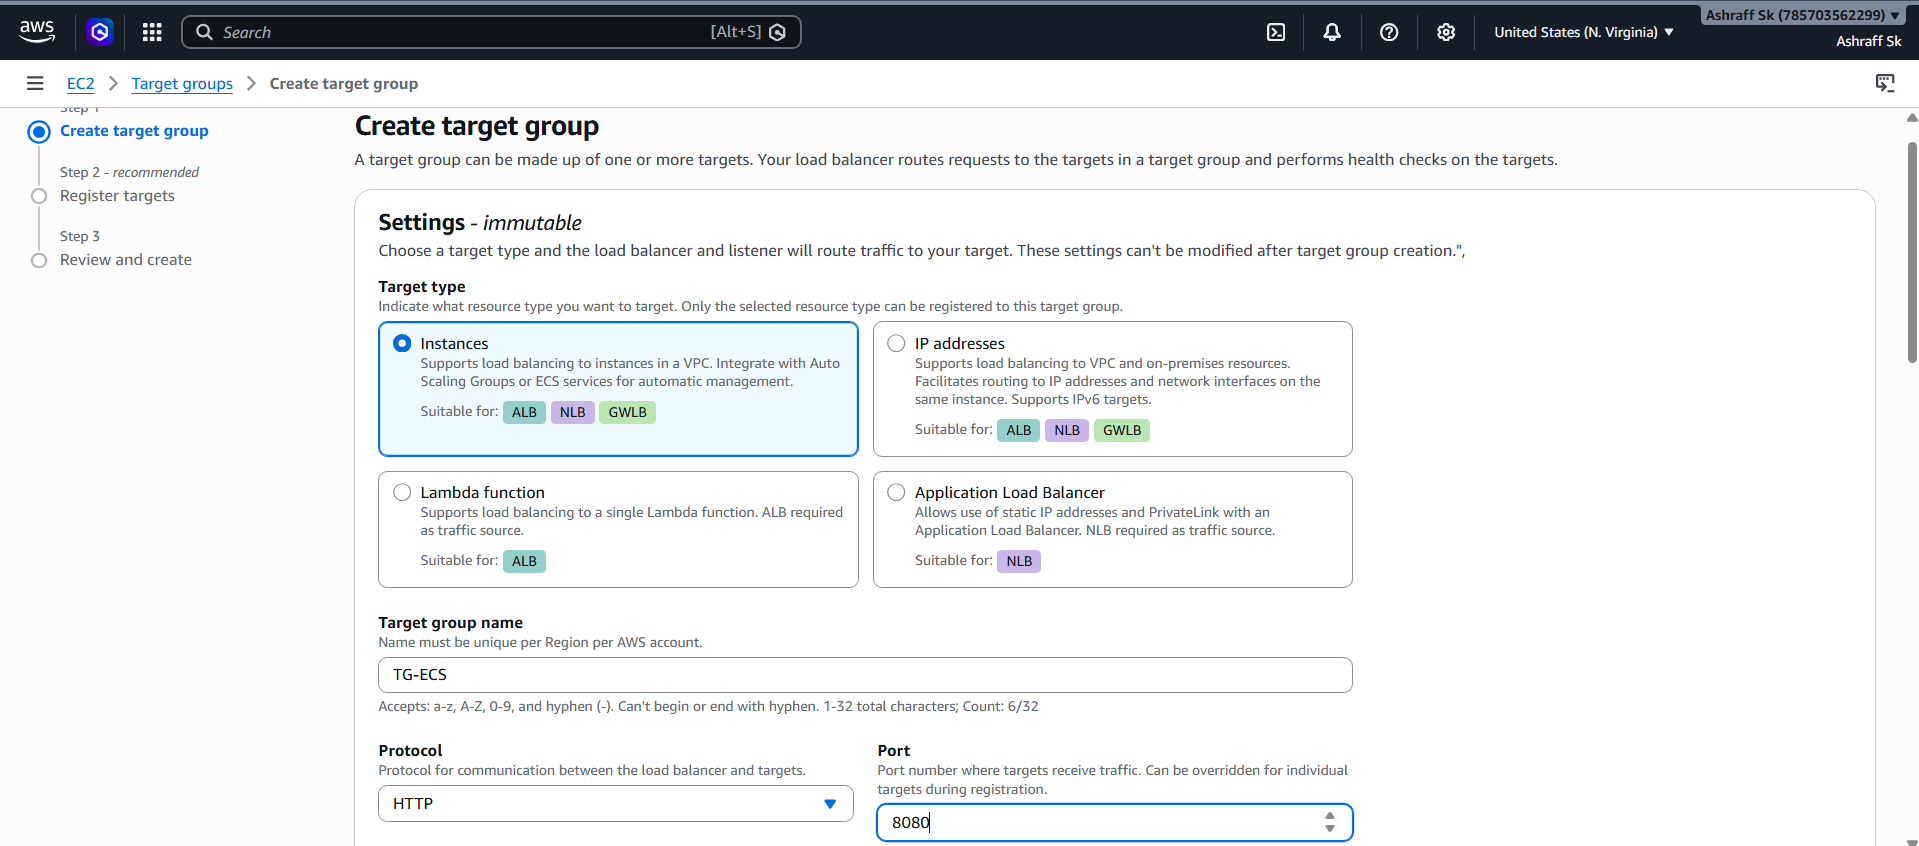 aws
Search [Alt+S]
United States (N. Virginia)
Ashraff Sk (785703562299)
Ashraff Sk
EC2
Target groups
Create target group
Step 1
Create target group
Step 2 - recommended
Register targets
Step 3
Review and create
Create target group
A target group can be made up of one or more targets. Your load balancer routes requests to the targets in a target group and performs health checks on the targets.
Settings - immutable
Choose a target type and the load balancer and listener will route traffic to your target. These settings can't be modified after target group creation.",
Target type
Indicate what resource type you want to target. Only the selected resource type can be registered to this target group.
Instances
Supports load balancing to instances in a VPC. Integrate with Auto
Scaling Groups or ECS services for automatic management.
Suitable for: ALB NLB GWLB
IP addresses
Supports load balancing to VPC and on-premises resources.
Facilitates routing to IP addresses and network interfaces on the
same instance. Supports IPv6 targets.
Suitable for: ALB NLB GWLB
Lambda function
Supports load balancing to a single Lambda function. ALB required
as traffic source.
Suitable for: ALB
Application Load Balancer
Allows use of static IP addresses and PrivateLink with an
Application Load Balancer. NLB required as traffic source.
Suitable for: NLB
Target group name
Name must be unique per Region per AWS account.
TG-ECS
Accepts: a-z, A-Z, 0-9, and hyphen (-). Can't begin or end with hyphen. 1-32 total characters; Count: 6/32
Protocol
Protocol for communication between the load balancer and targets.
HTTP
Port
Port number where targets receive traffic. Can be overridden for individual
targets during registration.
8080